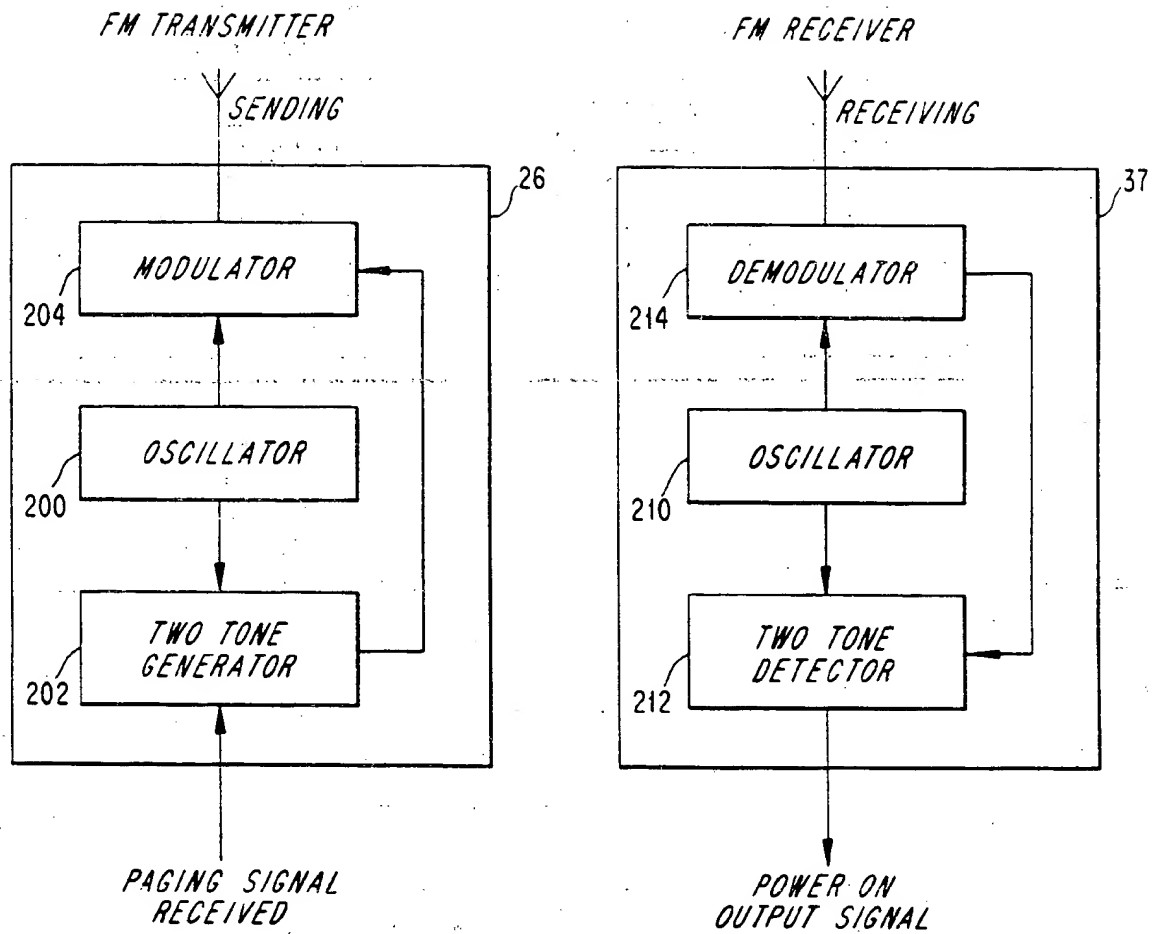 FM TRANSMITTER
SENDING
26
MODULATOR
204
OSCILLATOR
200
TWO TONE
GENERATOR
202
PAGING SIGNAL
RECEIVED
FM RECEIVER
RECEIVING
37
DEMODULATOR
214
OSCILLATOR
210
TWO TONE
DETECTOR
212
POWER ON
OUTPUT SIGNAL